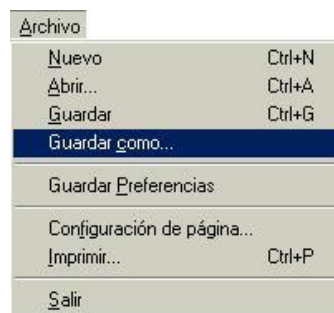 Archivo
Nuevo Ctrl+N
Abrir... Ctrl+A
Guardar Ctrl+G
Guardar como...
Guardar Preferencias
Configuración de página...
Imprimir... Ctrl+P
Salir